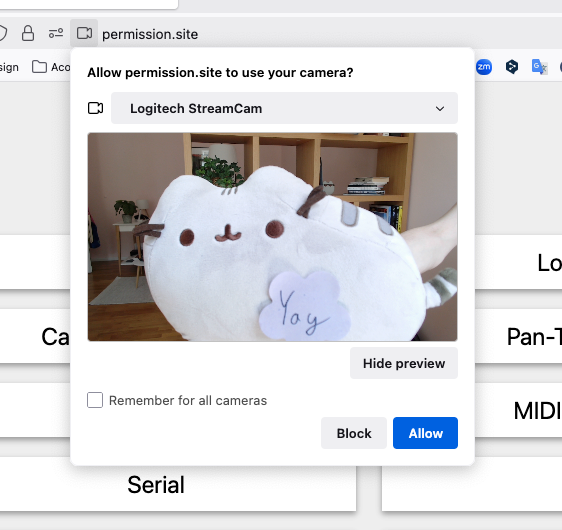 permission.site
sign
Aco
zm
Allow permission.site to use your camera?
Logitech StreamCam
Yay
Hide preview
Remember for all cameras
Block
Allow
Lo
Ca
Pan-T
MIDI
Serial